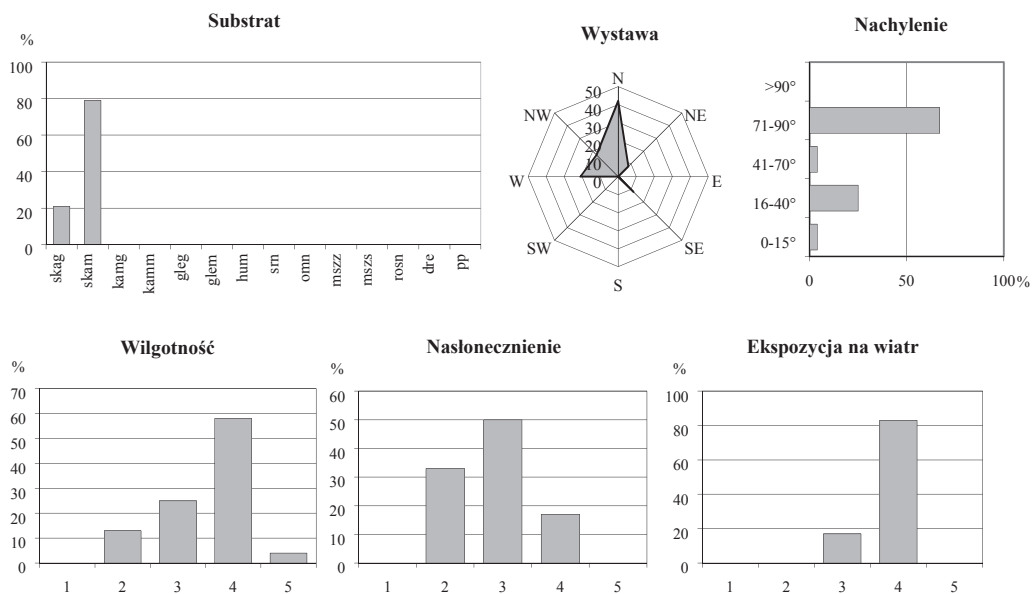 Substrat
%
100
80
60
40
20
0
skag
skam
kamg
kamm
gleg
glem
hum
srn
omn
mszz
mszs
rosn
dre
pp
Wystawa
N
NE
E
SE
S
SW
W
NW
50
40
30
20
10
0
Nachylenie
>90°
71-90°
41-70°
16-40°
0-15°
0 50 100%
Wilgotność
%
70
60
50
40
30
20
10
0
1 2 3 4 5
Nasłonecznienie
%
60
50
40
30
20
10
0
1 2 3 4 5
Ekspozycja na wiatr
%
100
80
60
40
20
0
1 2 3 4 5